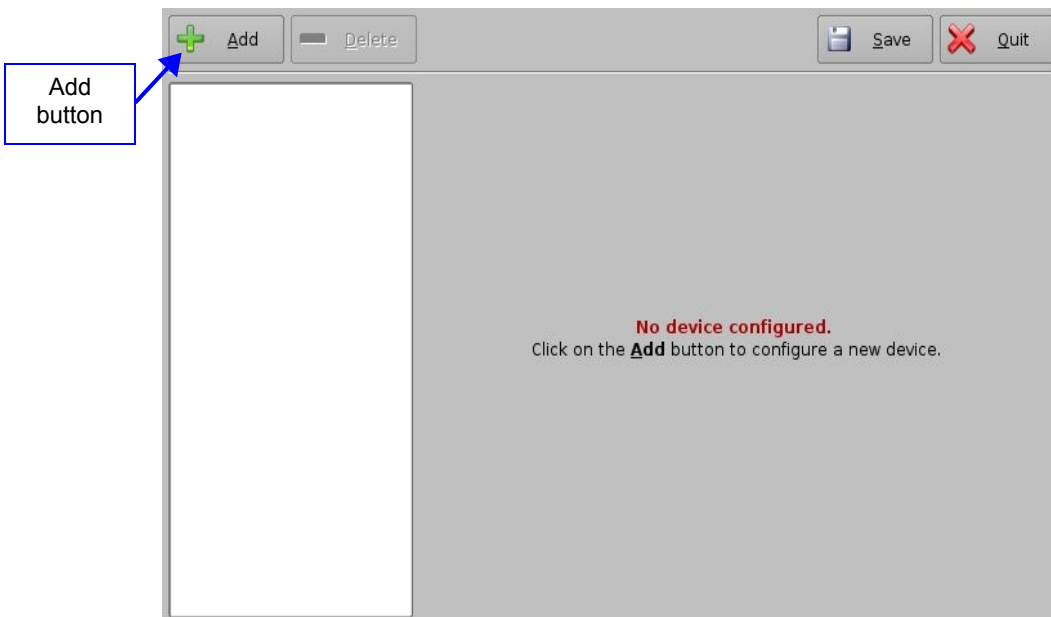 Add
Delete
Save
Quit
Add
button
No device configured.
Click on the Add button to configure a new device.